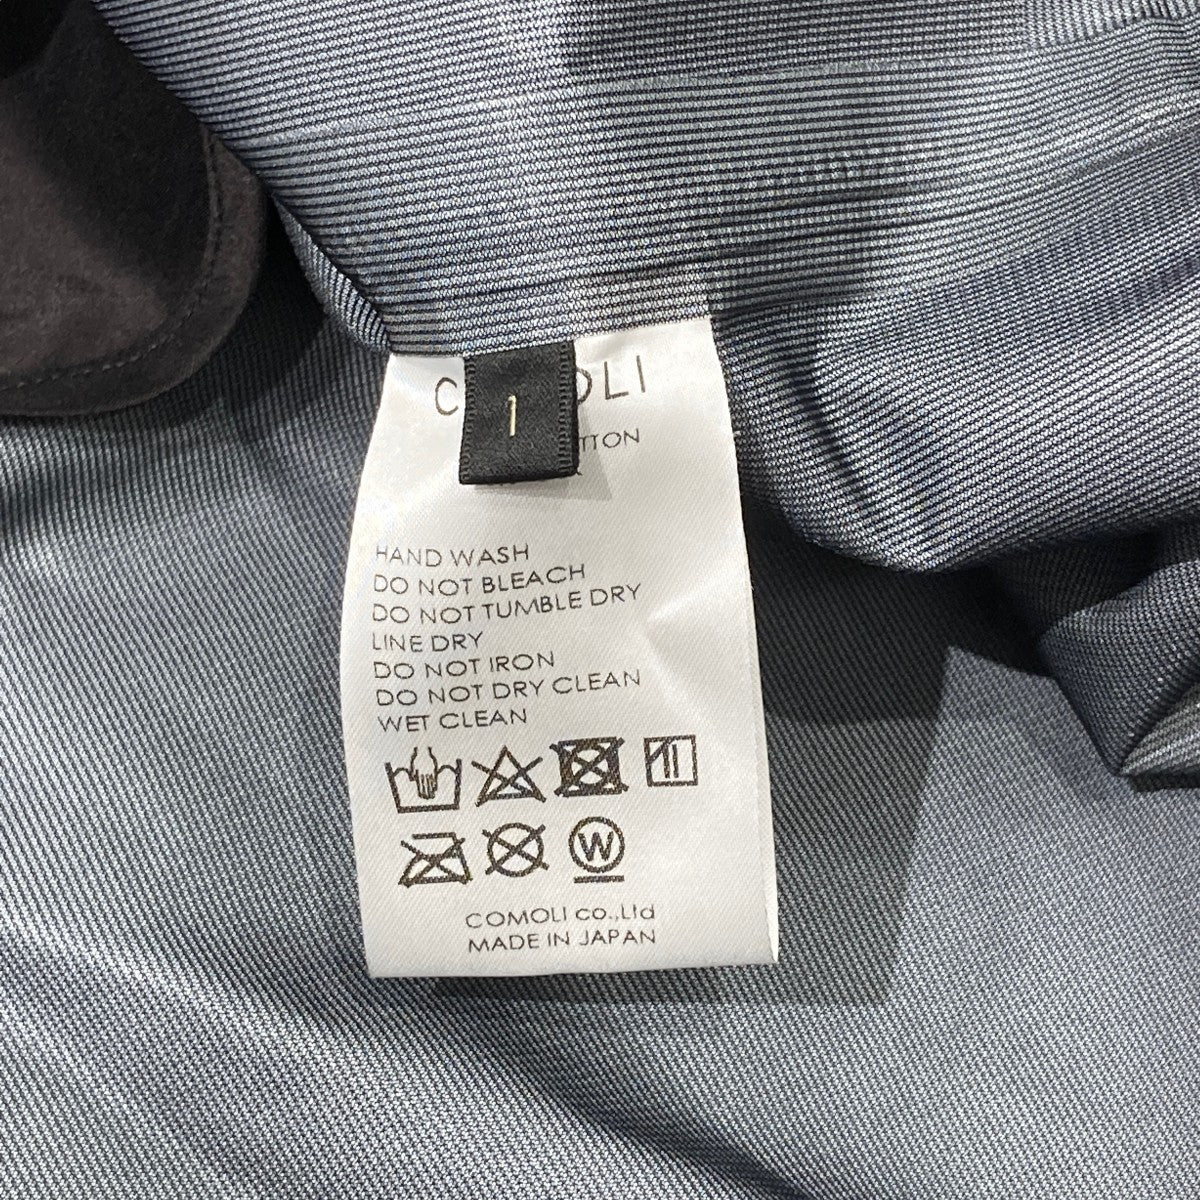 1
HAND WASH
DO NOT BLEACH
DO NOT TUMBLE DRY
LINE DRY
DO NOT IRON
DO NOT DRY CLEAN
WET CLEAN
W
COMOLI co.,Ltd
MADE IN JAPAN